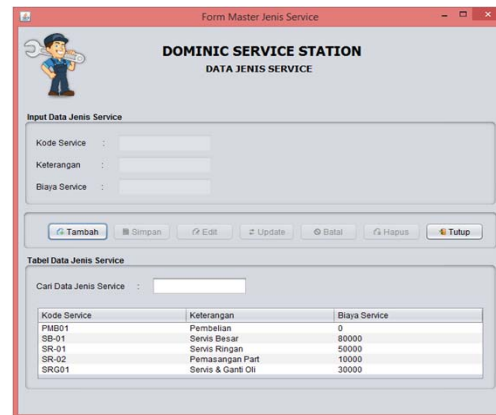 Form Master Jenis Service
DOMINIC SERVICE STATION
DATA JENIS SERVICE
Input Data Jenis Service
Kode Service :
Keterangan :
Biaya Service :
Tambah Simpan Edit Update Batal Hapus Tutup
Tabel Data Jenis Service
Cari Data Jenis Service :
Kode Service Keterangan Biaya Service
PMB01 Pembelian 0
SB-01 Servis Besar 80000
SR-01 Servis Ringan 50000
SR-02 Pemasangan Part 10000
SRG01 Servis & Ganti Oli 30000